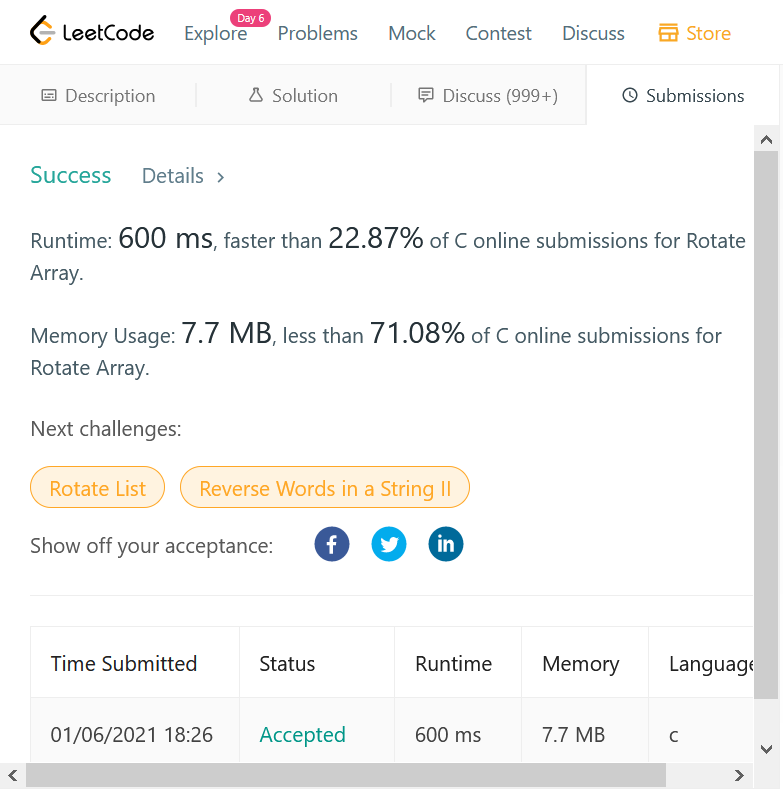 LeetCode Explore Day 6 Problems Mock Contest Discuss Store
Description Solution Discuss (999+) Submissions
Success Details >
Runtime: 600 ms, faster than 22.87% of C online submissions for Rotate
Array.
Memory Usage: 7.7 MB, less than 71.08% of C online submissions for
Rotate Array.
Next challenges:
Rotate List Reverse Words in a String II
Show off your acceptance:
Time Submitted Status Runtime Memory Language
01/06/2021 18:26 Accepted 600 ms 7.7 MB c